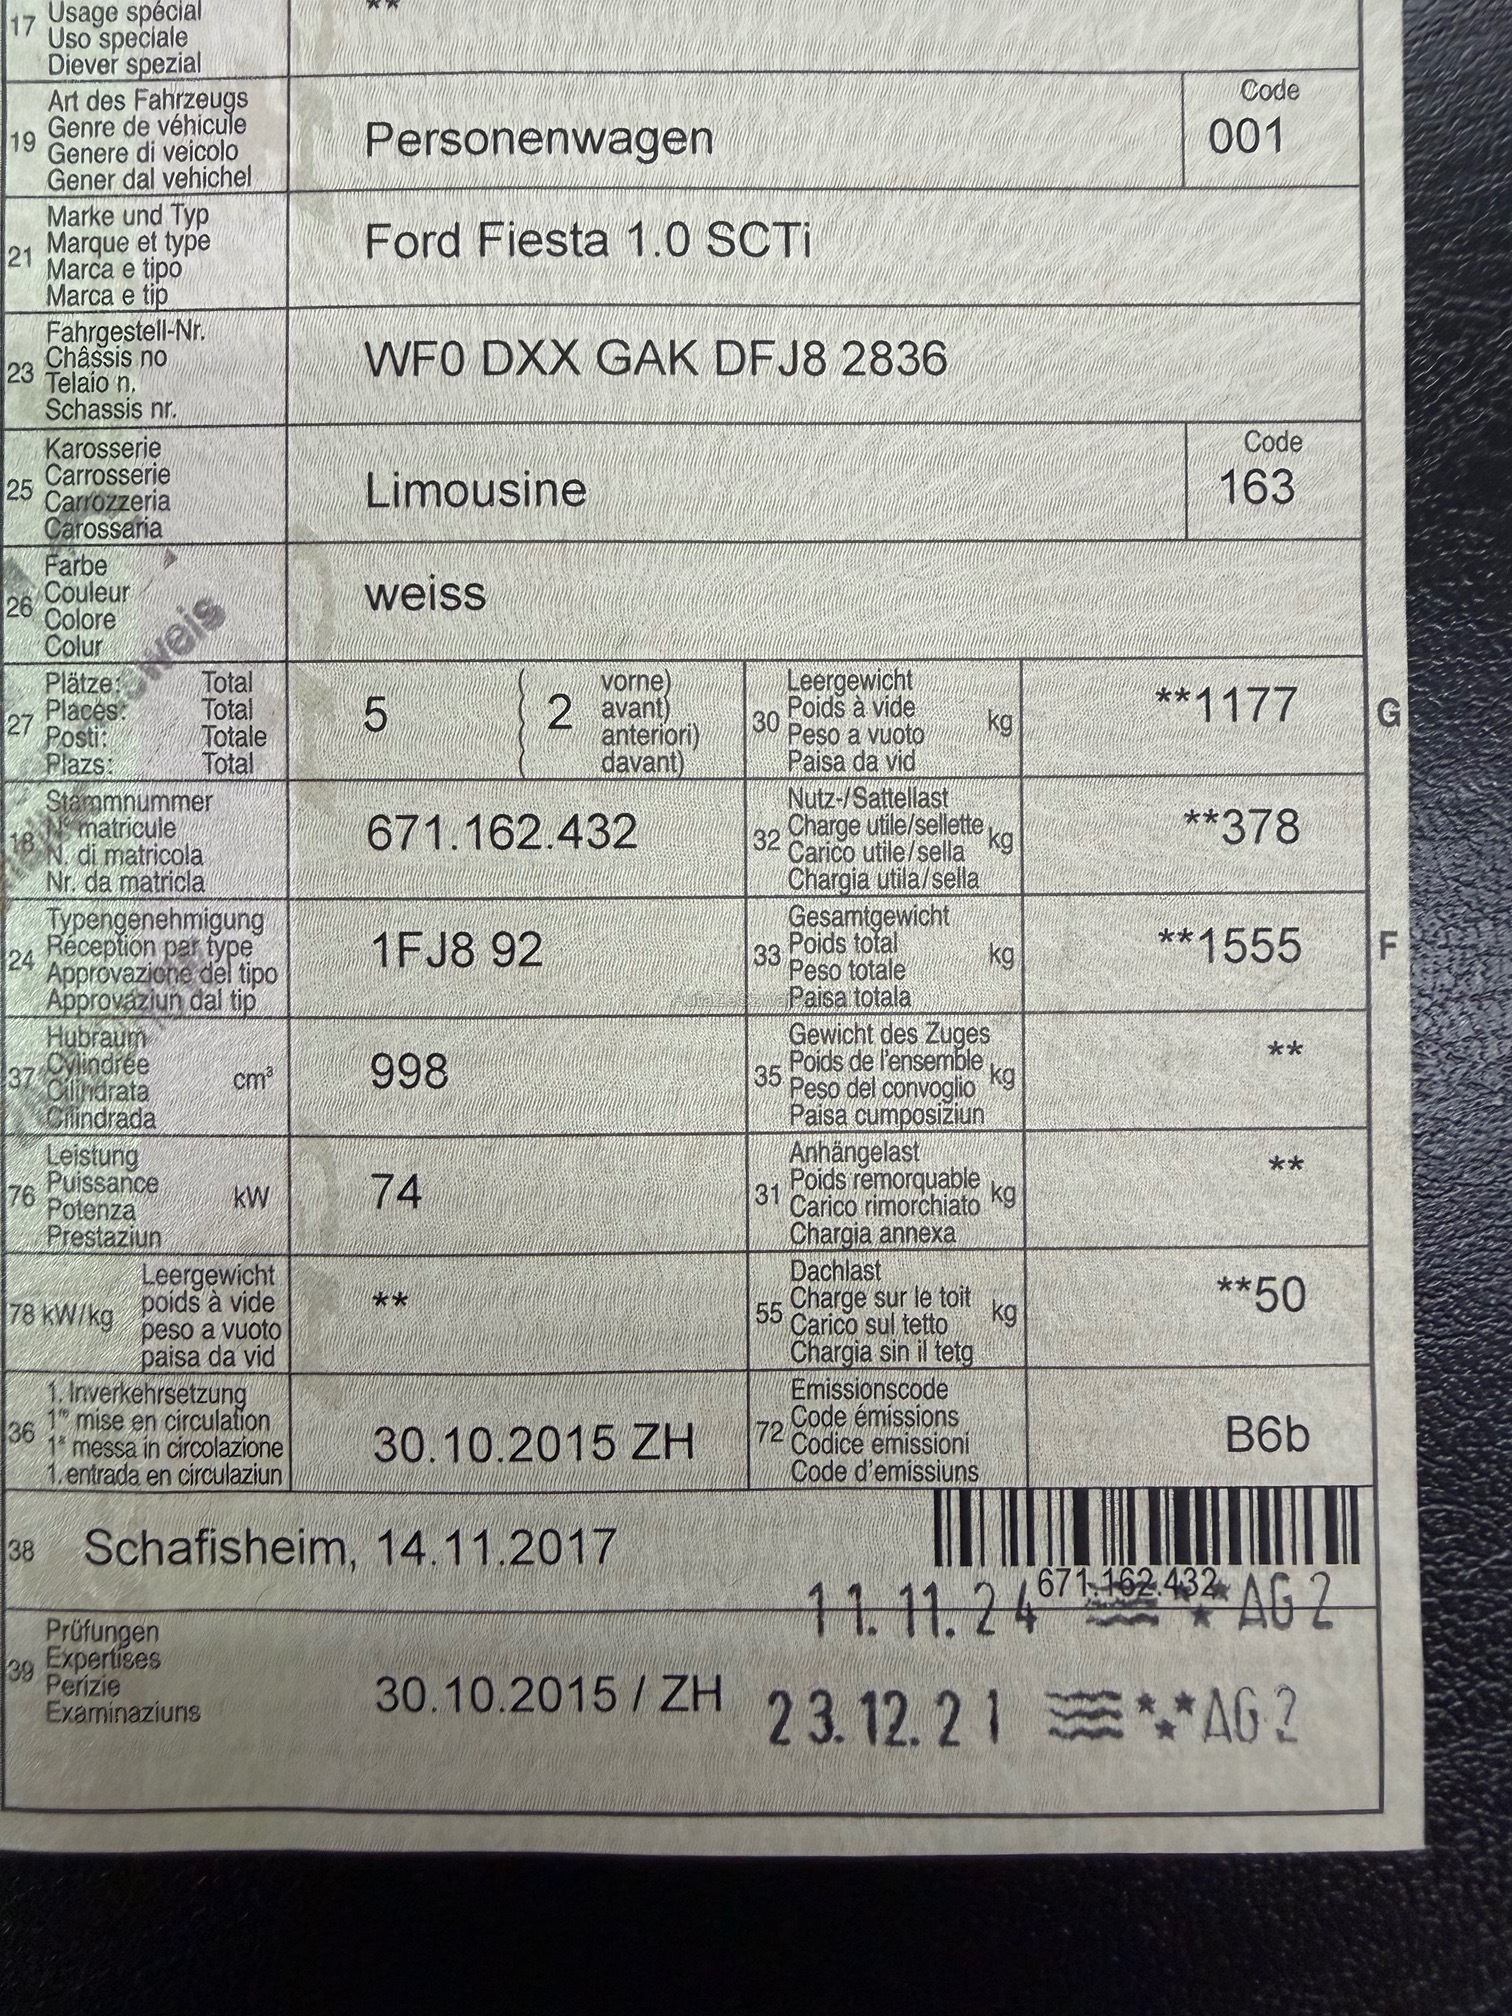 17 Usage spécial **
Uso speciale
Diever spezial
Art des Fahrzeugs Code
19 Genre de véhicule Personenwagen 001
Genere di veicolo
Gener dal vehichel
Marke und Typ
21 Marque et type Ford Fiesta 1.0 SCTi
Marca e tipo
Marca e tip
Fahrgestell-Nr.
23 Châssis no WF0 DXX GAK DFJ8 2836
Telaio n.
Schassis nr.
Karosserie Code
25 Carrosserie Limousine 163
Carrozzeria
Carossaria
Farbe
26 Couleur weiss
Colore
Colur
Plätze: Total vorne) Leergewicht
27 Places: Total 5 ( 2 avant) 30 Poids à vide kg **1177 G
Posti: Totale anteriori) Peso a vuoto
Plazs: Total davant) Paisa da vid
Stammnummer Nutz-/Sattellast
18 N° matricule 671.162.432 32 Charge utile/sellette kg **378
N. di matricola Carico utile/sella
Nr. da matricla Chargia utila/sella
Typengenehmigung Gesamtgewicht
24 Réception par type 1FJ8 92 33 Poids total kg **1555 F
Approvazione del tipo Peso totale
Approvaziun dal tip Paisa totala
Hubraum Gewicht des Zuges
37 Cylindrée cm³ 998 35 Poids de l'ensemble kg **
Cilindrata Peso del convoglio
Cilindrada Paisa cumposiziun
Leistung Anhängelast
76 Puissance kW 74 31 Poids remorquable kg **
Potenza Carico rimorchiato
Prestaziun Chargia annexa
Leergewicht Dachlast
78 kW/kg poids à vide ** 55 Charge sur le toit kg **50
peso a vuoto Carico sul tetto
paisa da vid Chargia sin il tetg
1. Inverkehrsetzung Emissionscode
36 1re mise en circulation 30.10.2015 ZH 72 Code émissions B6b
1a messa in circolazione Codice emissioni
1. entrada en circulaziun Code d'emissiuns
38 Schafisheim, 14.11.2017
671.162.432
11.11.24 AG 2
Prüfungen
39 Expertises 30.10.2015 / ZH 23.12.21 AG 2
Perizie
Examinaziuns